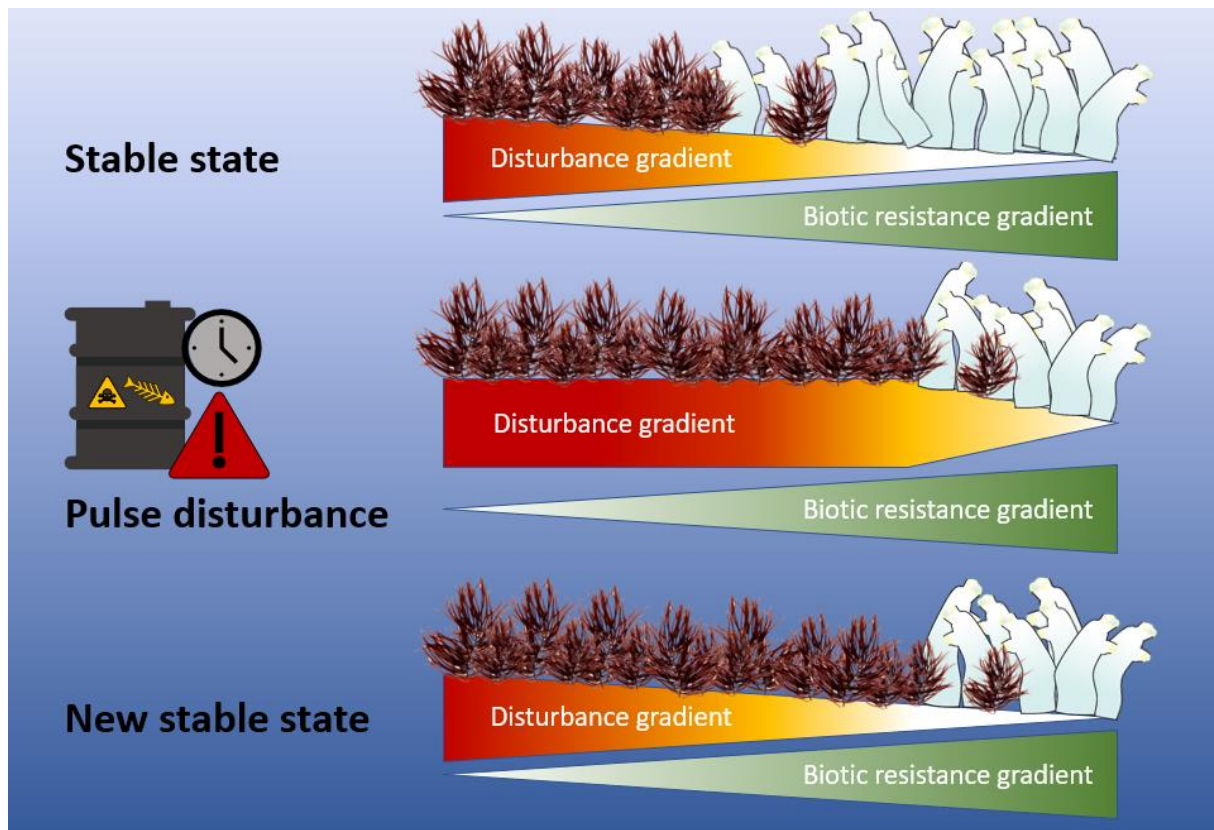 Stable state
Disturbance gradient
Biotic resistance gradient
Pulse disturbance
Disturbance gradient
Biotic resistance gradient
New stable state
Disturbance gradient
Biotic resistance gradient